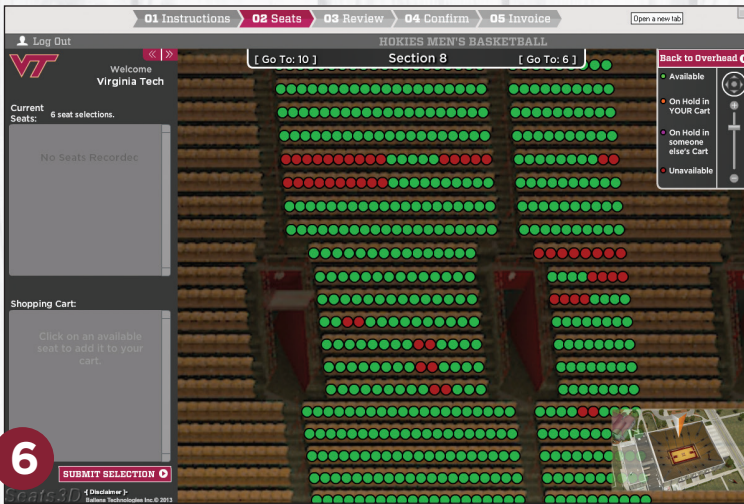 01 Instructions
02 Seats
03 Review
04 Confirm
05 Invoice
Open a new tab
Log Out
HOKIES MEN'S BASKETBALL
VT
Welcome
Virginia Tech
[ Go To: 10 ]
Section 8
[ Go To: 6 ]
Back to Overhead
Available
On Hold in
YOUR Cart
On Hold in
someone
else's Cart
Unavailable
Current
Seats:
6 seat selections.
No Seats Recordec
Shopping Cart:
Click on an available
seat to add it to your
cart.
6
SUBMIT SELECTION
Seats3D
-{ Disclaimer }-
Ballena Technologies Inc.© 2013